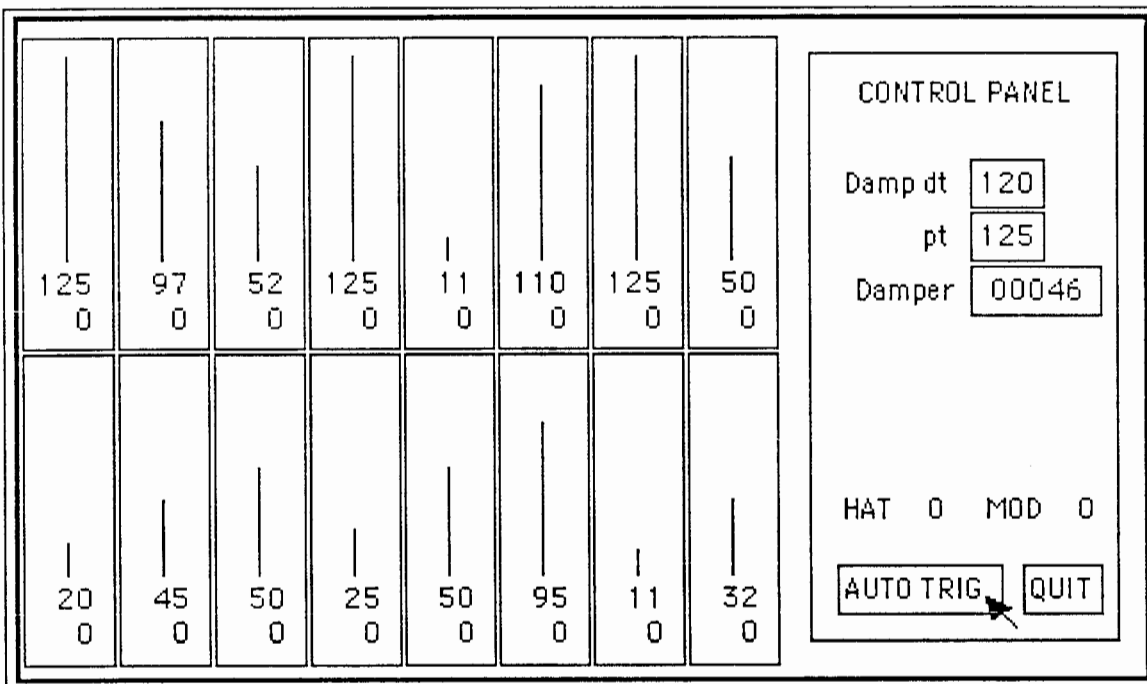 125 97 52 125 11 110 125 50
0 0 0 0 0 0 0 0
20 45 50 25 50 95 11 32
0 0 0 0 0 0 0 0
CONTROL PANEL
Damp dt 120
pt 125
Damper 00046
HAT 0 MOD 0
AUTO TRIG QUIT